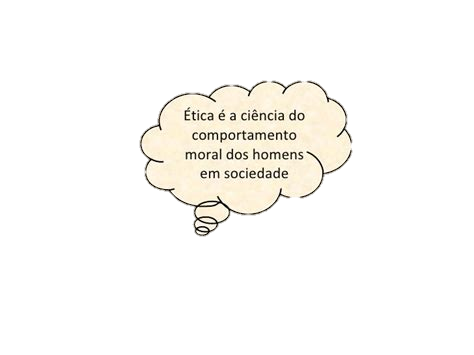 Ética é a ciência do
comportamento
moral dos homens
em sociedade